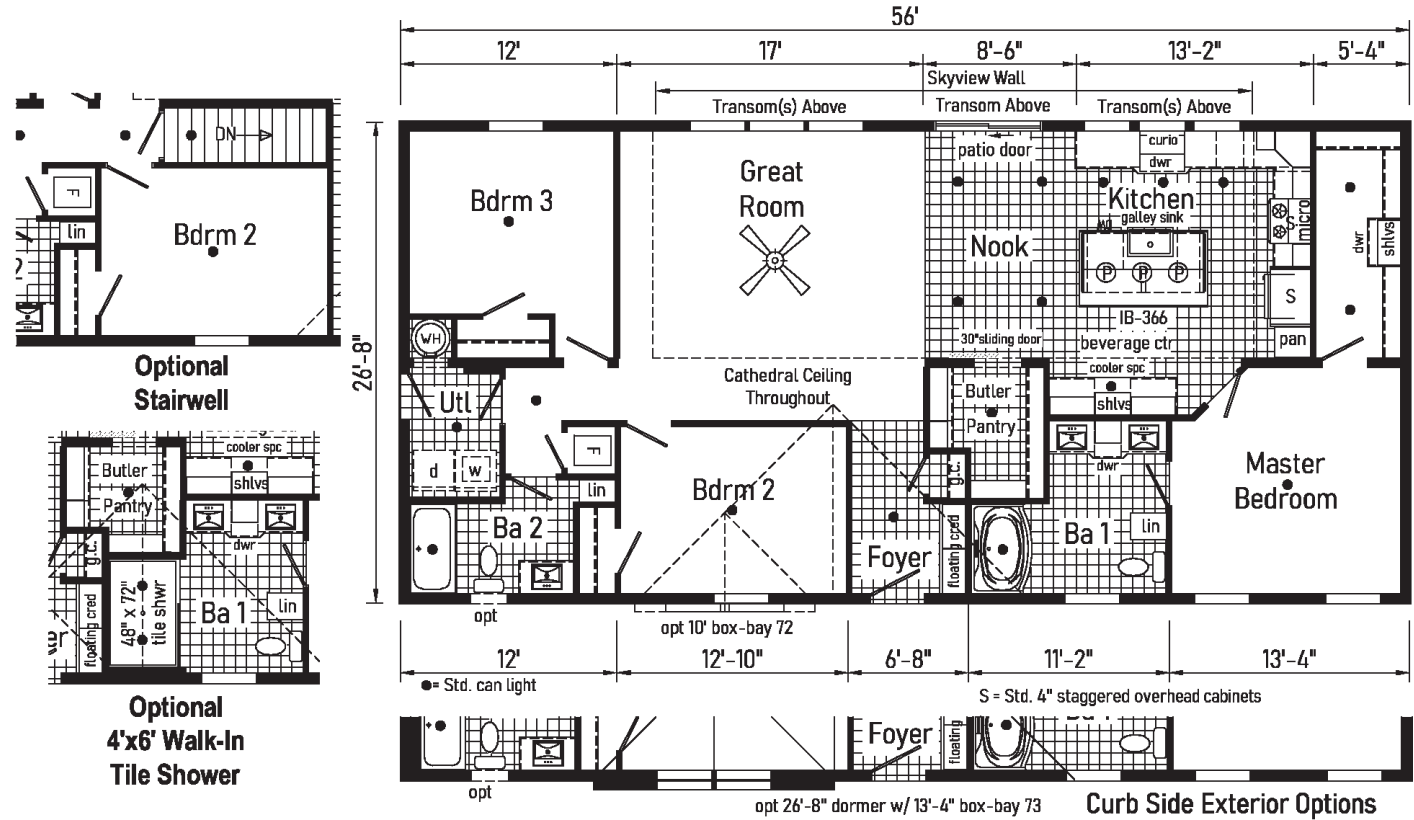 56'
12'
17'
8'-6"
13'-2"
5'-4"
Skyview Wall
Transom(s) Above
Transom Above
Transom(s) Above
26'-8"
Bdrm 3
Great
Room
patio door
curio
dwr
Kitchen
galley sink
Nook
P P P
S
micro
S
pan
dwr
shlvs
IB-366
beverage ctr
cooler spc
shlvs
30"sliding door
Cathedral Ceiling
Throughout
WH
Utl
d
w
F
lin
Ba 2
Bdrm 2
Butler
Pantry
g.c.
floating cred
Foyer
dwr
Ba 1
lin
Master
Bedroom
opt
opt 10' box-bay 72
12'
12'-10"
6'-8"
11'-2"
13'-4"
= Std. can light
S = Std. 4" staggered overhead cabinets
Foyer
floating
opt
opt 26'-8" dormer w/ 13'-4" box-bay 73
Curb Side Exterior Options
DN
F
lin
Bdrm 2
Optional
Stairwell
cooler spc
shlvs
Butler
Pantry
g.c.
dwr
floating cred
48" x 72"
tile shwr
Ba 1
lin
Optional
4'x6' Walk-In
Tile Shower